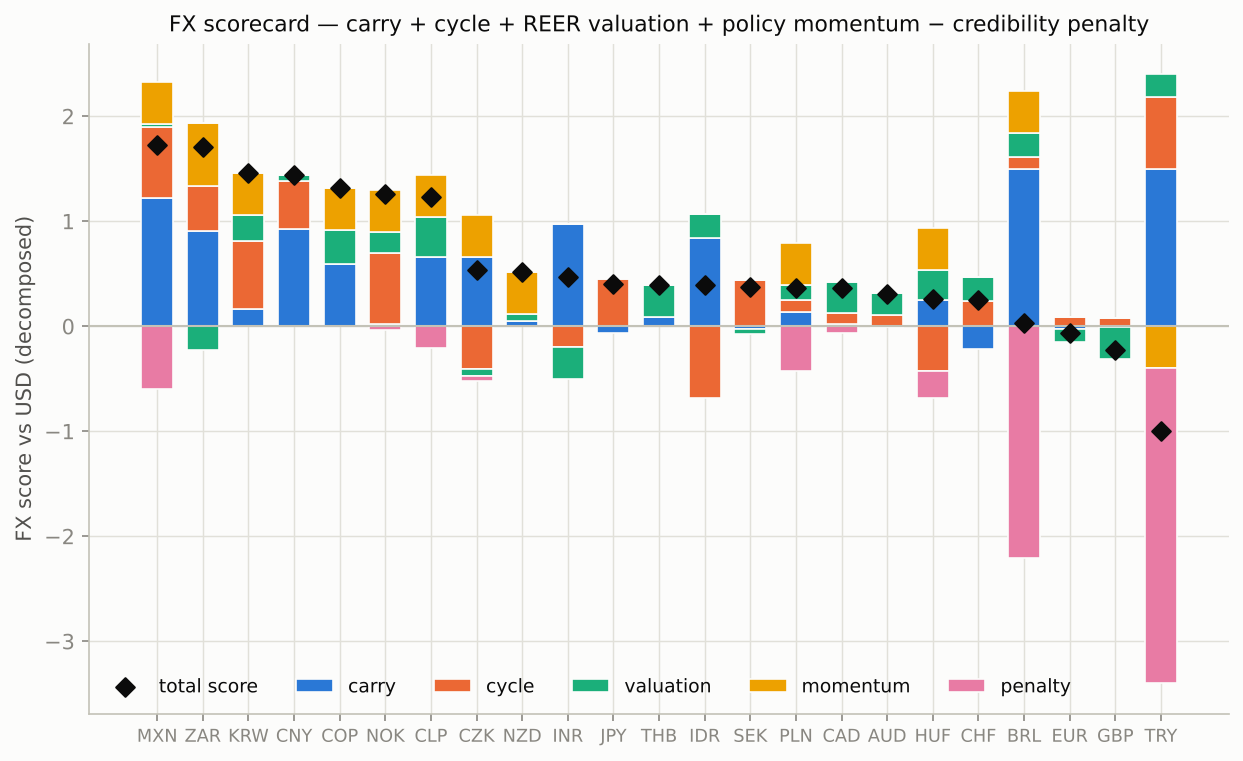 FX scorecard — carry + cycle + REER valuation + policy momentum − credibility penalty
FX score vs USD (decomposed)
2
1
0
−1
−2
−3
total score carry cycle valuation momentum penalty
MXN ZAR KRW CNY COP NOK CLP CZK NZD INR JPY THB IDR SEK PLN CAD AUD HUF CHF BRL EUR GBP TRY